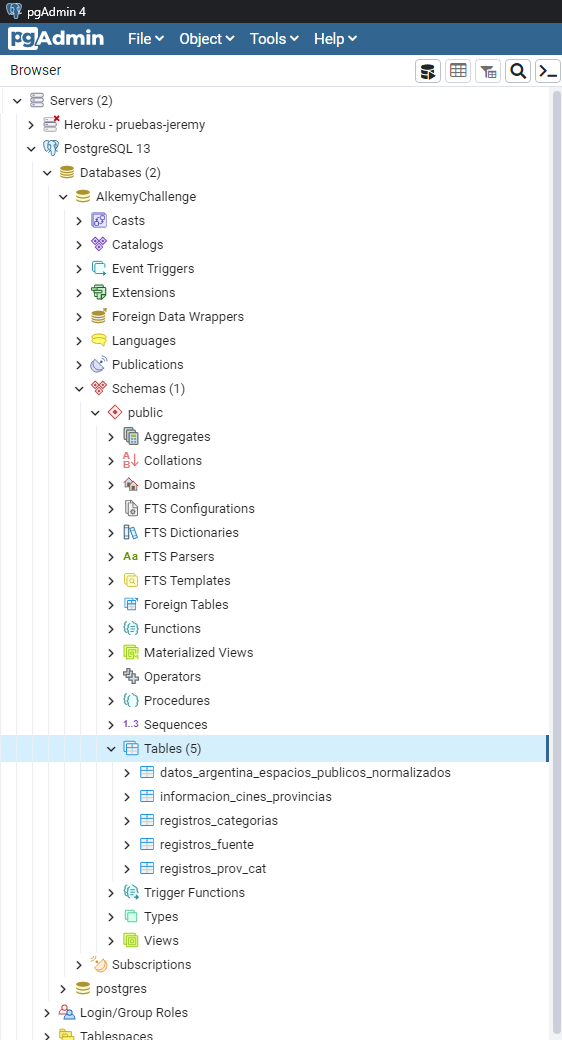 pgAdmin 4
pgAdmin File Object Tools Help
Browser
Servers (2)
Heroku - pruebas-jeremy
PostgreSQL 13
Databases (2)
AlkemyChallenge
Casts
Catalogs
Event Triggers
Extensions
Foreign Data Wrappers
Languages
Publications
Schemas (1)
public
Aggregates
Collations
Domains
FTS Configurations
FTS Dictionaries
Aa FTS Parsers
FTS Templates
Foreign Tables
Functions
Materialized Views
Operators
Procedures
1..3 Sequences
Tables (5)
datos_argentina_espacios_publicos_normalizados
informacion_cines_provincias
registros_categorias
registros_fuente
registros_prov_cat
Trigger Functions
Types
Views
Subscriptions
postgres
Login/Group Roles
Tablespaces